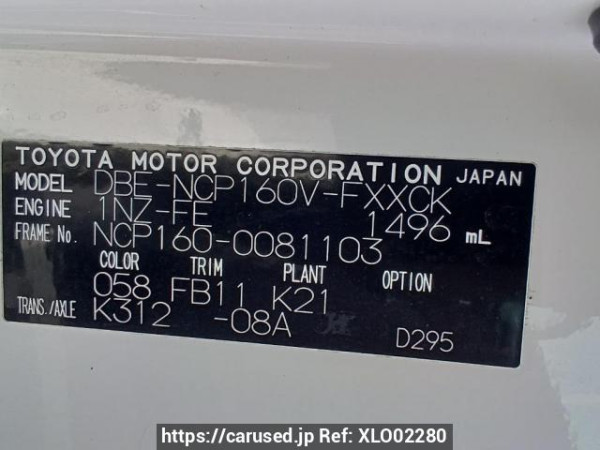 TOYOTA MOTOR CORPORATION JAPAN
MODEL DBE-NCP160V-FXXCK
ENGINE 1NZ-FE 1496 mL
FRAME No. NCP160-0081103
COLOR TRIM PLANT OPTION
058 FB11 K21
TRANS./AXLE K312 -08A
D295
https://carused.jp Ref: XLO02280